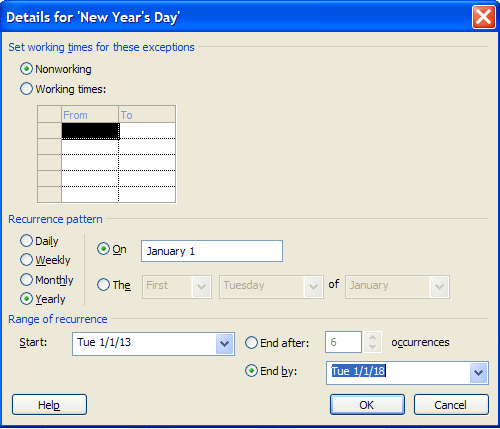 Details for 'New Year's Day'
Set working times for these exceptions
Nonworking
Working times:
From To
Recurrence pattern
Daily
Weekly
Monthly
Yearly
On January 1
The First Tuesday of January
Range of recurrence
Start: Tue 1/1/13
End after: 6 occurrences
End by: Tue 1/1/18
Help OK Cancel